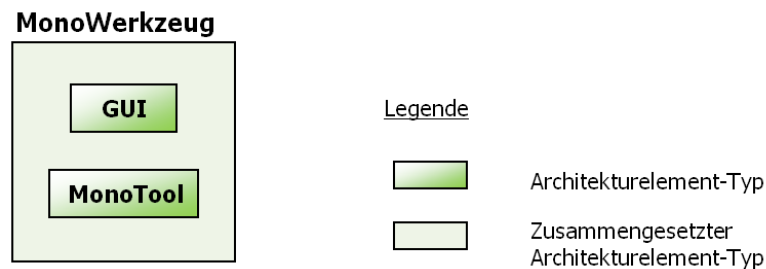 MonoWerkzeug
GUI
MonoTool
Legende
Architekturelement-Typ
Zusammengesetzter
Architekturelement-Typ